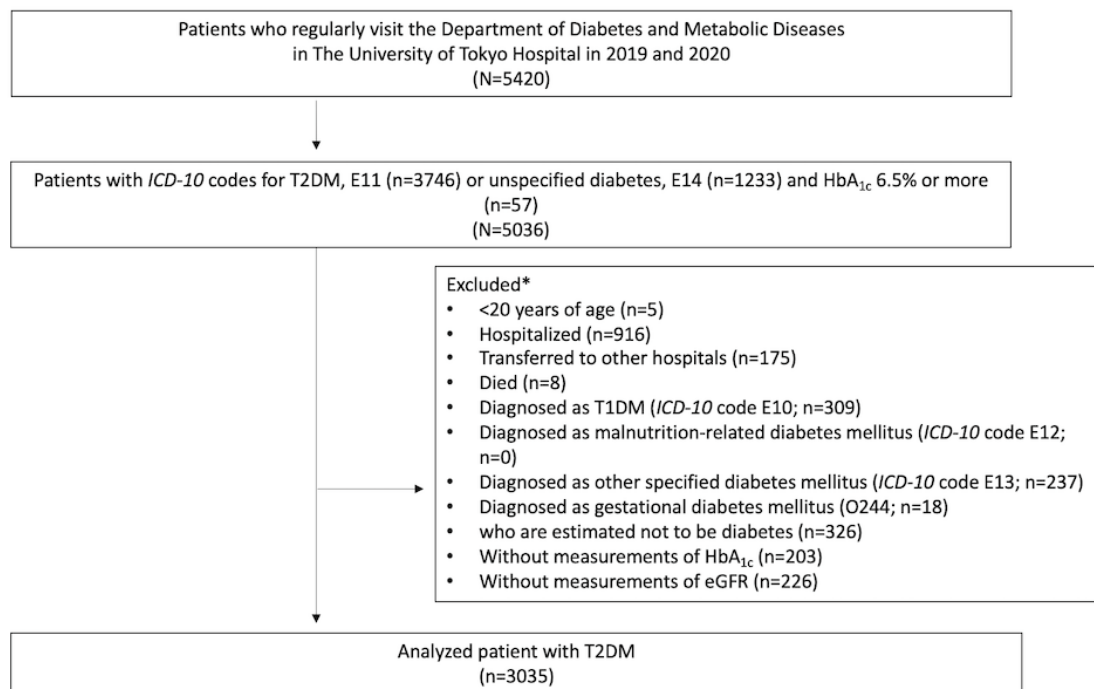 Patients who regularly visit the Department of Diabetes and Metabolic Diseases
in The University of Tokyo Hospital in 2019 and 2020
(N=5420)
Patients with ICD-10 codes for T2DM, E11 (n=3746) or unspecified diabetes, E14 (n=1233) and HbA1c 6.5% or more
(n=57)
(N=5036)
Excluded*
• <20 years of age (n=5)
• Hospitalized (n=916)
• Transferred to other hospitals (n=175)
• Died (n=8)
• Diagnosed as T1DM (ICD-10 code E10; n=309)
• Diagnosed as malnutrition-related diabetes mellitus (ICD-10 code E12;
n=0)
• Diagnosed as other specified diabetes mellitus (ICD-10 code E13; n=237)
• Diagnosed as gestational diabetes mellitus (O244; n=18)
• who are estimated not to be diabetes (n=326)
• Without measurements of HbA1c (n=203)
• Without measurements of eGFR (n=226)
Analyzed patient with T2DM
(n=3035)